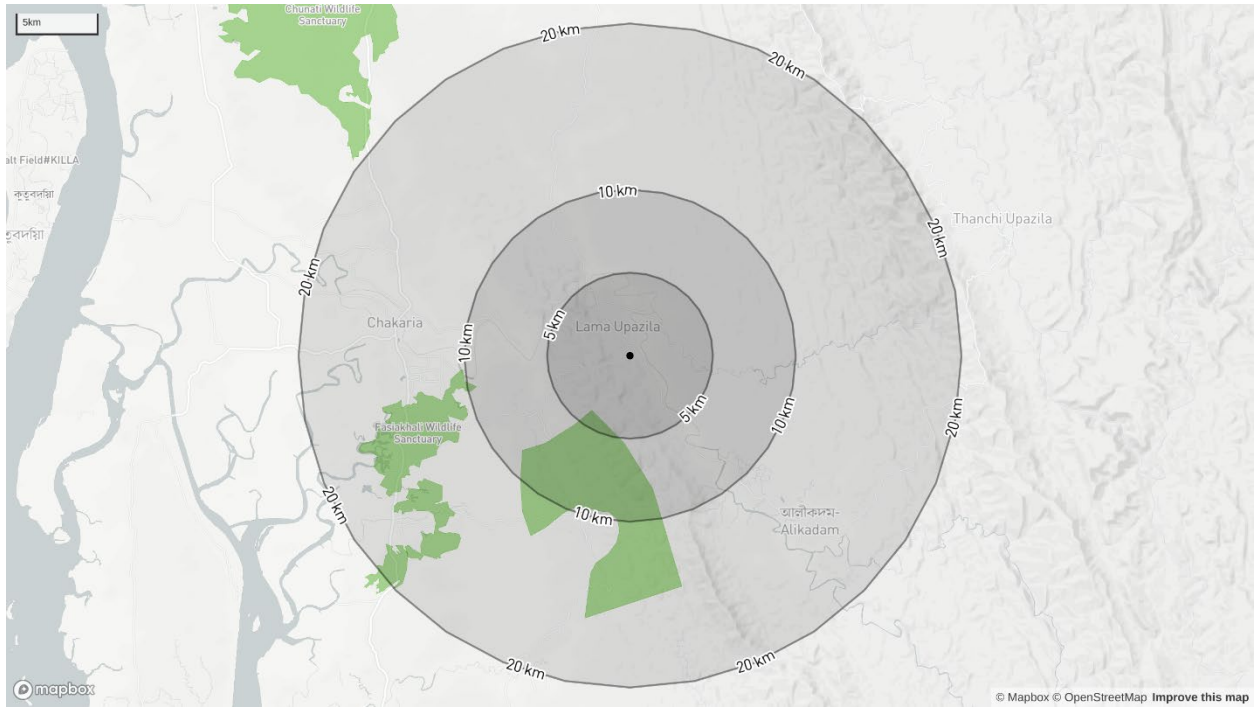 Chunati Wildlife
Sanctuary
5km
20 km
20 km
alt Field#KILLA
কুতুবদিয়া
10 km
Thanchi Upazila
20 km
20 km
5 km
Lama Upazila
Chakaria
10 km
5 km
10 km
20 km
Fasiakhali Wildlife
Sanctuary
20 km
10 km
আলীকদম-
Alikadam
20 km
20 km
mapbox
© Mapbox © OpenStreetMap Improve this map